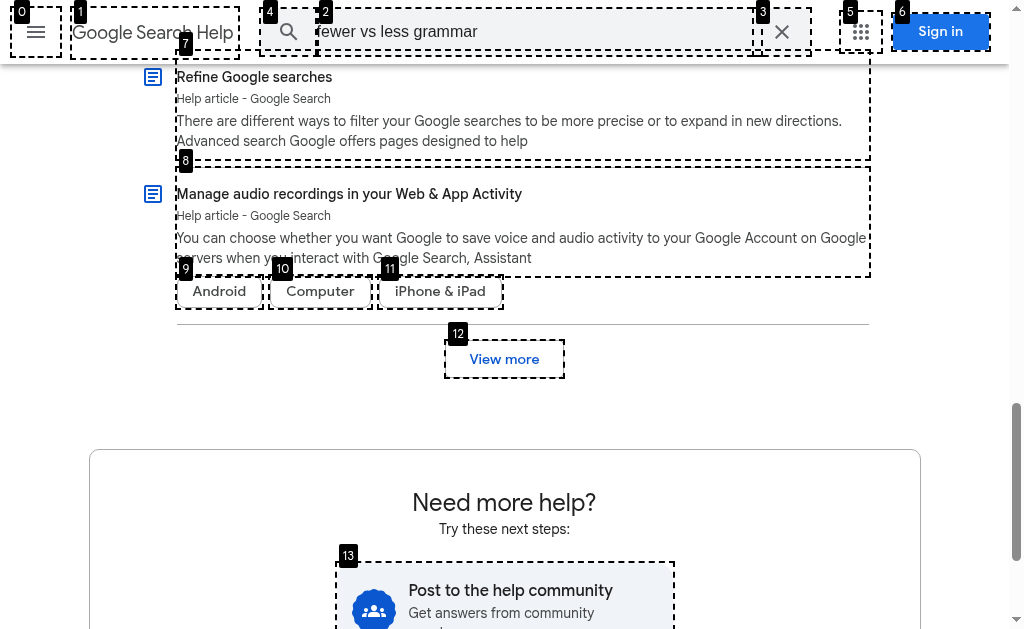 0
1
4
2
3
5
6
Google Search Help
fewer vs less grammar
Sign in
7
Refine Google searches
Help article - Google Search
There are different ways to filter your Google searches to be more precise or to expand in new directions.
Advanced search Google offers pages designed to help
8
Manage audio recordings in your Web & App Activity
Help article - Google Search
You can choose whether you want Google to save voice and audio activity to your Google Account on Google
servers when you interact with Google Search, Assistant
9
10
11
Android
Computer
iPhone & iPad
12
View more
Need more help?
Try these next steps:
13
Post to the help community
Get answers from community